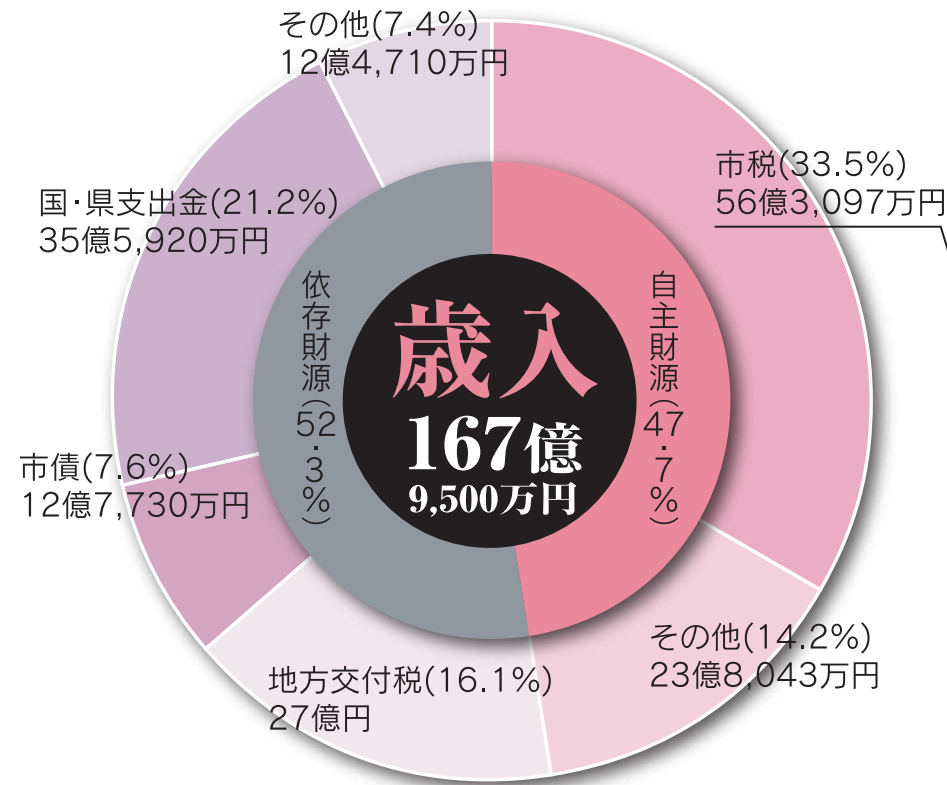 その他(7.4%)
12億4,710万円
市税(33.5%)
56億3,097万円
国・県支出金(21.2%)
35億5,920万円
依存財源(52.3%)
歳入
167億
9,500万円
自主財源(47.7%)
市債(7.6%)
12億7,730万円
その他(14.2%)
23億8,043万円
地方交付税(16.1%)
27億円